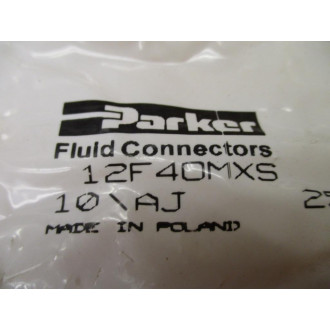 Parker
Fluid Connectors
12F40MXS
10\AJ
MADE IN POLAND